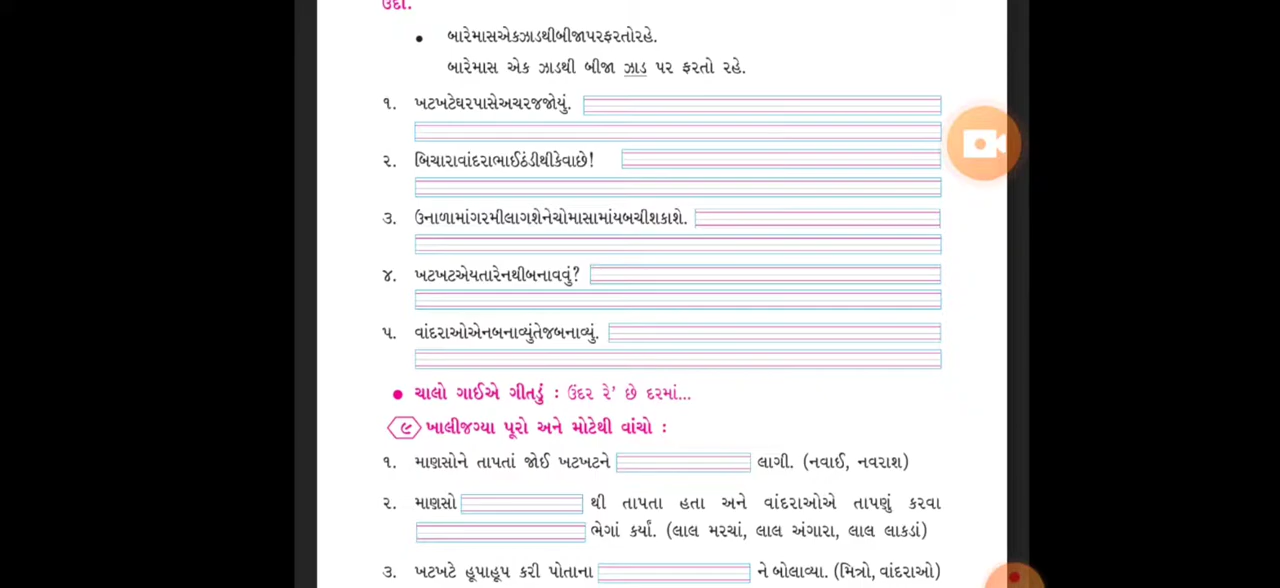 ઉદા.
• બારેમાસએકઝાડથીબીજાપરફરતોરહે.
બારેમાસ એક ઝાડથી બીજા ઝાડ પર ફરતો રહે.
૧. ખટખટેઘરપાસેઅચરજજોયું.
૨. બિચારાવાંદરાભાઈઠંડીથીકેવાછે!
૩. ઉનાળામાંગરમીલાગશેનેચોમાસામાંયબચીશકાશે.
૪. ખટખટએયતારેનથીબનાવવું?
૫. વાંદરાઓએનબનાવ્યુંતેજબનાવ્યું.
• ચાલો ગાઈએ ગીતડું : ઉંદર રે' છે દરમાં...
૯ ખાલીજગ્યા પૂરો અને મોટેથી વાંચો :
૧. માણસોને તાપતાં જોઈ ખટખટને લાગી. (નવાઈ, નવરાશ)
૨. માણસો થી તાપતા હતા અને વાંદરાઓએ તાપણું કરવા
ભેગાં કર્યાં. (લાલ મરચાં, લાલ અંગારા, લાલ લાકડાં)
૩. ખટખટે હૂપાહૂપ કરી પોતાના ને બોલાવ્યા. (મિત્રો, વાંદરાઓ)